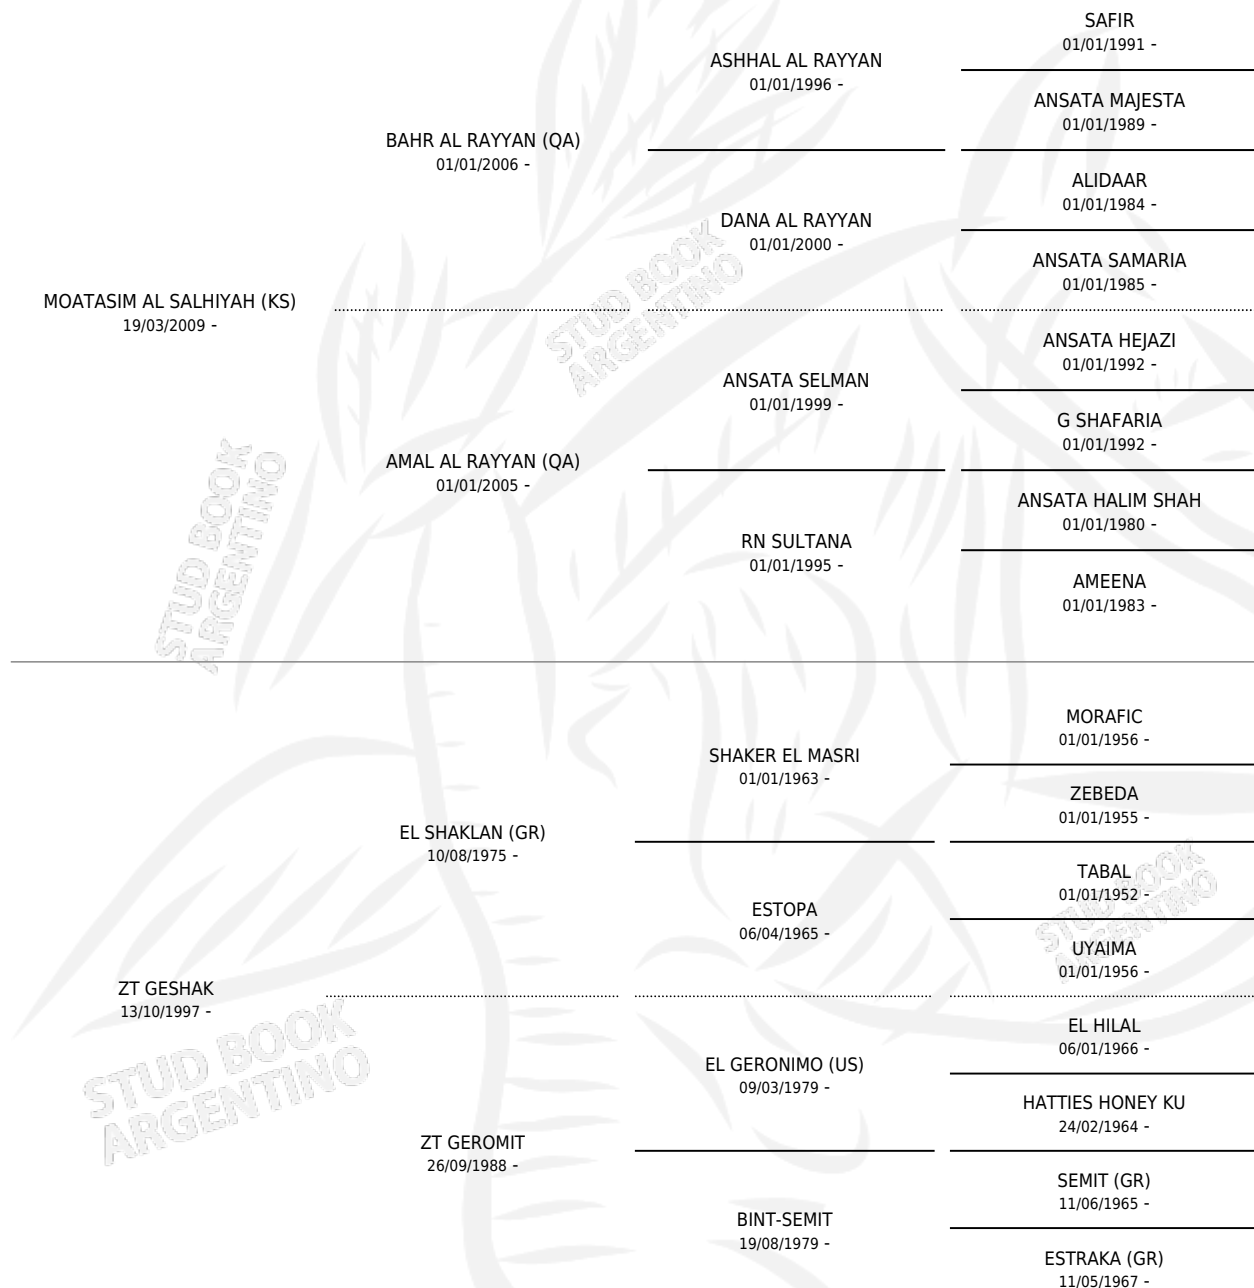 SAFIR
01/01/1991 -
ASHHAL AL RAYYAN
01/01/1996 -
ANSATA MAJESTA
01/01/1989 -
BAHR AL RAYYAN (QA)
01/01/2006 -
ALIDAAR
01/01/1984 -
DANA AL RAYYAN
01/01/2000 -
ANSATA SAMARIA
01/01/1985 -
MOATASIM AL SALHIYAH (KS)
19/03/2009 -
STUD BOOK
ARGENTINO
ANSATA HEJAZI
01/01/1992 -
ANSATA SELMAN
01/01/1999 -
G SHAFARIA
01/01/1992 -
AMAL AL RAYYAN (QA)
01/01/2005 -
ANSATA HALIM SHAH
01/01/1980 -
RN SULTANA
01/01/1995 -
AMEENA
01/01/1983 -
STUD BOOK
ARGENTINO
MORAFIC
01/01/1956 -
SHAKER EL MASRI
01/01/1963 -
ZEBEDA
01/01/1955 -
EL SHAKLAN (GR)
10/08/1975 -
TABAL
01/01/1952 -
ESTOPA
06/04/1965 -
UYAIMA
01/01/1956 -
STUD BOOK
ARGENTINO
ZT GESHAK
13/10/1997 -
EL HILAL
06/01/1966 -
EL GERONIMO (US)
09/03/1979 -
HATTIES HONEY KU
24/02/1964 -
STUD BOOK
ARGENTINO
ZT GEROMIT
26/09/1988 -
SEMIT (GR)
11/06/1965 -
BINT-SEMIT
19/08/1979 -
ESTRAKA (GR)
11/05/1967 -